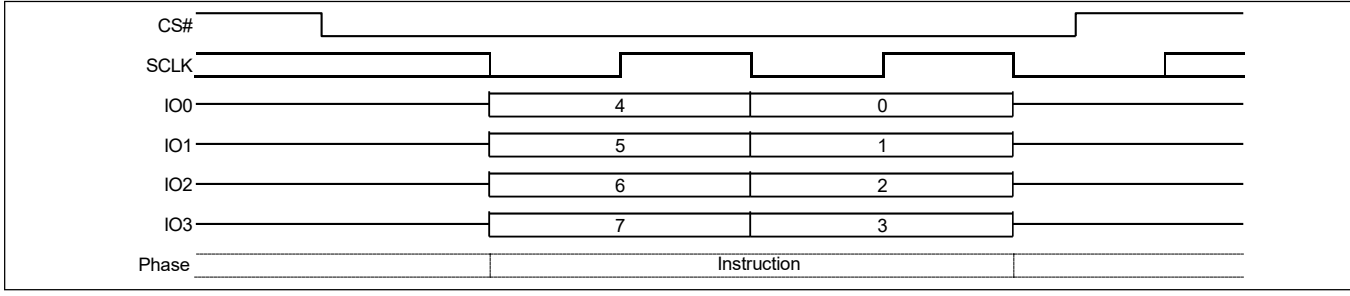 CS#
SCLK
IO0 4 0
IO1 5 1
IO2 6 2
IO3 7 3
Phase Instruction